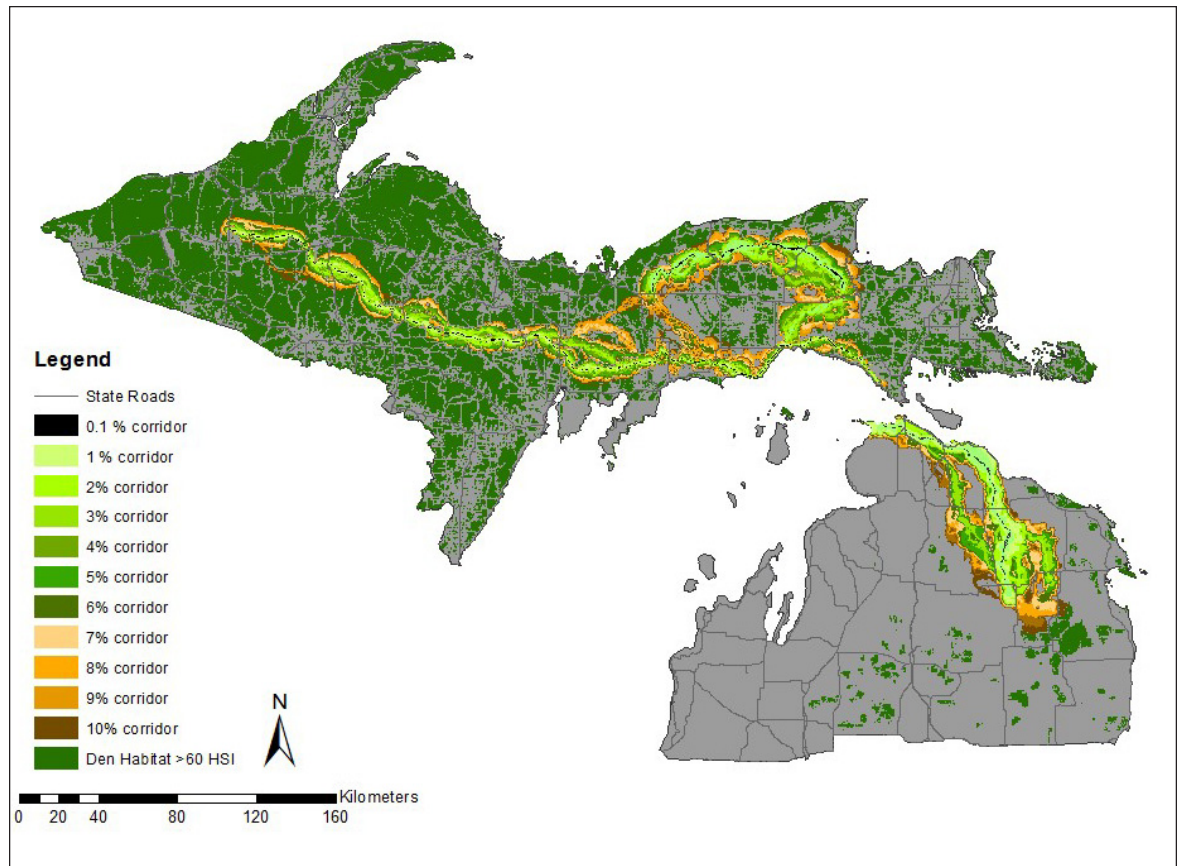 Legend
State Roads
0.1 % corridor
1 % corridor
2% corridor
3% corridor
4% corridor
5% corridor
6% corridor
7% corridor
8% corridor
9% corridor
10% corridor
Den Habitat >60 HSI
N
Kilometers
0 20 40 80 120 160